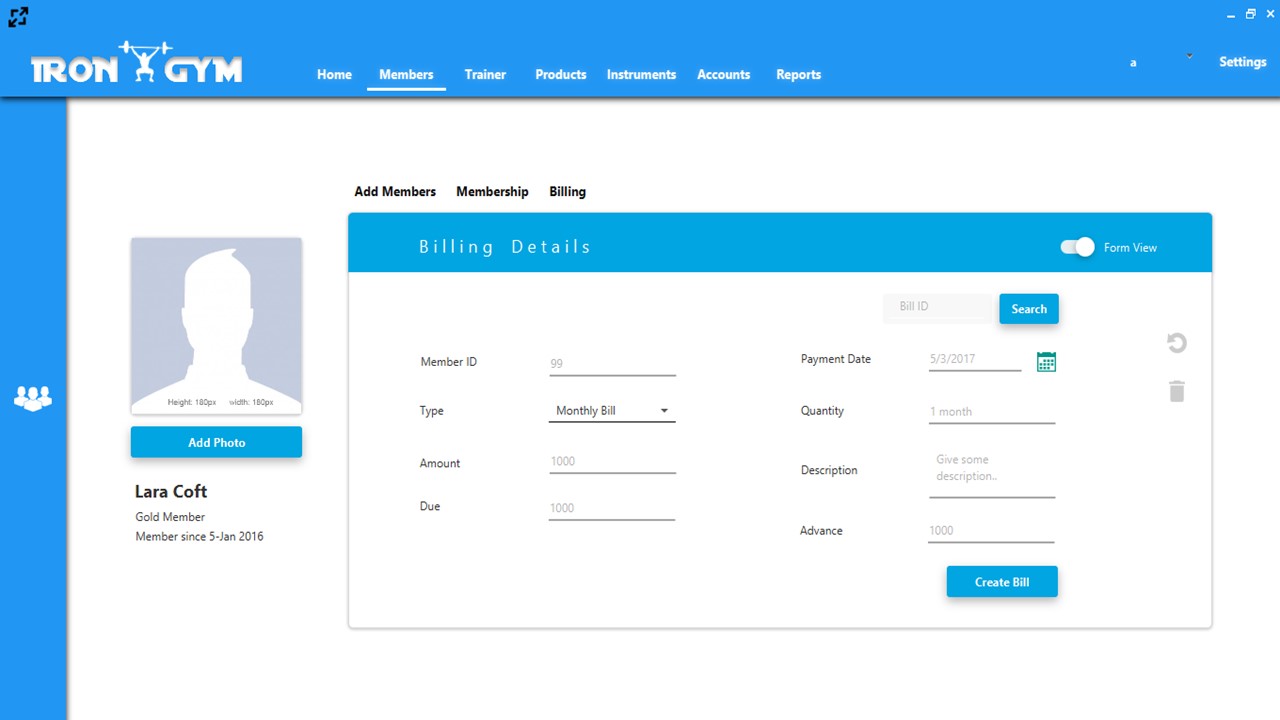 IRON GYM
Home Members Trainer Products Instruments Accounts Reports
a
Settings
Add Members Membership Billing
Billing Details
Form View
Bill ID
Search
Member ID
99
Payment Date
5/3/2017
Type
Monthly Bill
Quantity
1 month
Amount
1000
Description
Give some
description..
Due
1000
Advance
1000
Create Bill
Height: 180px width: 180px
Add Photo
Lara Coft
Gold Member
Member since 5-Jan 2016